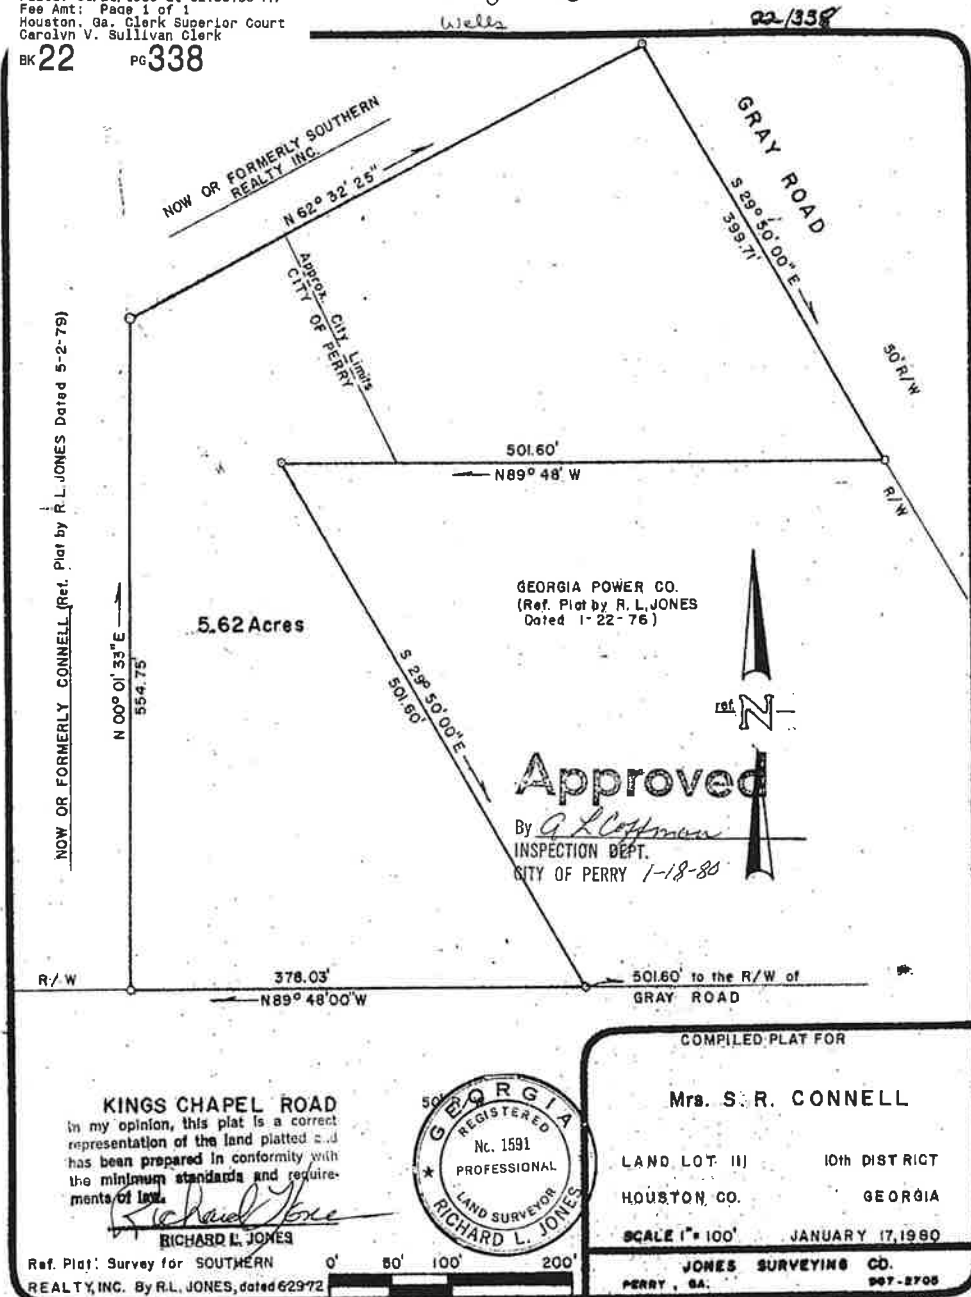 Fee Amt: Page 1 of 1
Houston, Ga. Clerk Superior Court
Carolyn V. Sullivan Clerk
BK 22 PG 338
Wells
22/338
NOW OR FORMERLY SOUTHERN
REALTY INC.
N 62° 32' 25"
GRAY ROAD
S 29° 50' 00" E
399.71'
50' R/W
R/W
Approx. City Limits
CITY OF PERRY
501.60'
N89° 48' W
NOW OR FORMERLY CONNELL (Ref. Plat by R.L. JONES Dated 5-2-79)
N 00° 01' 33" E
554.75'
5.62 Acres
S 29° 50' 00" E
501.60'
GEORGIA POWER CO.
(Ref. Plat by R. L. JONES
Dated 1-22-76)
ref. N
Approved
By
INSPECTION DEPT.
CITY OF PERRY 1-18-80
R/W
378.03'
N89° 48' 00" W
501.60' to the R/W of
GRAY ROAD
KINGS CHAPEL ROAD
In my opinion, this plat is a correct
representation of the land platted and
has been prepared in conformity with
the minimum standards and require-
ments of law.
Richard L. Jones
RICHARD L. JONES
GEORGIA
REGISTERED
No. 1591
PROFESSIONAL
LAND SURVEYOR
RICHARD L. JONES
Ref. Plat: Survey for SOUTHERN
REALTY, INC. By R.L. JONES, dated 6-29-72
0' 50' 100' 200'
COMPILED PLAT FOR
Mrs. S. R. CONNELL
LAND LOT 111 10th DISTRICT
HOUSTON, CO. GEORGIA
SCALE 1" = 100' JANUARY 17, 1980
JONES SURVEYING CO.
PERRY, GA. 987-2705